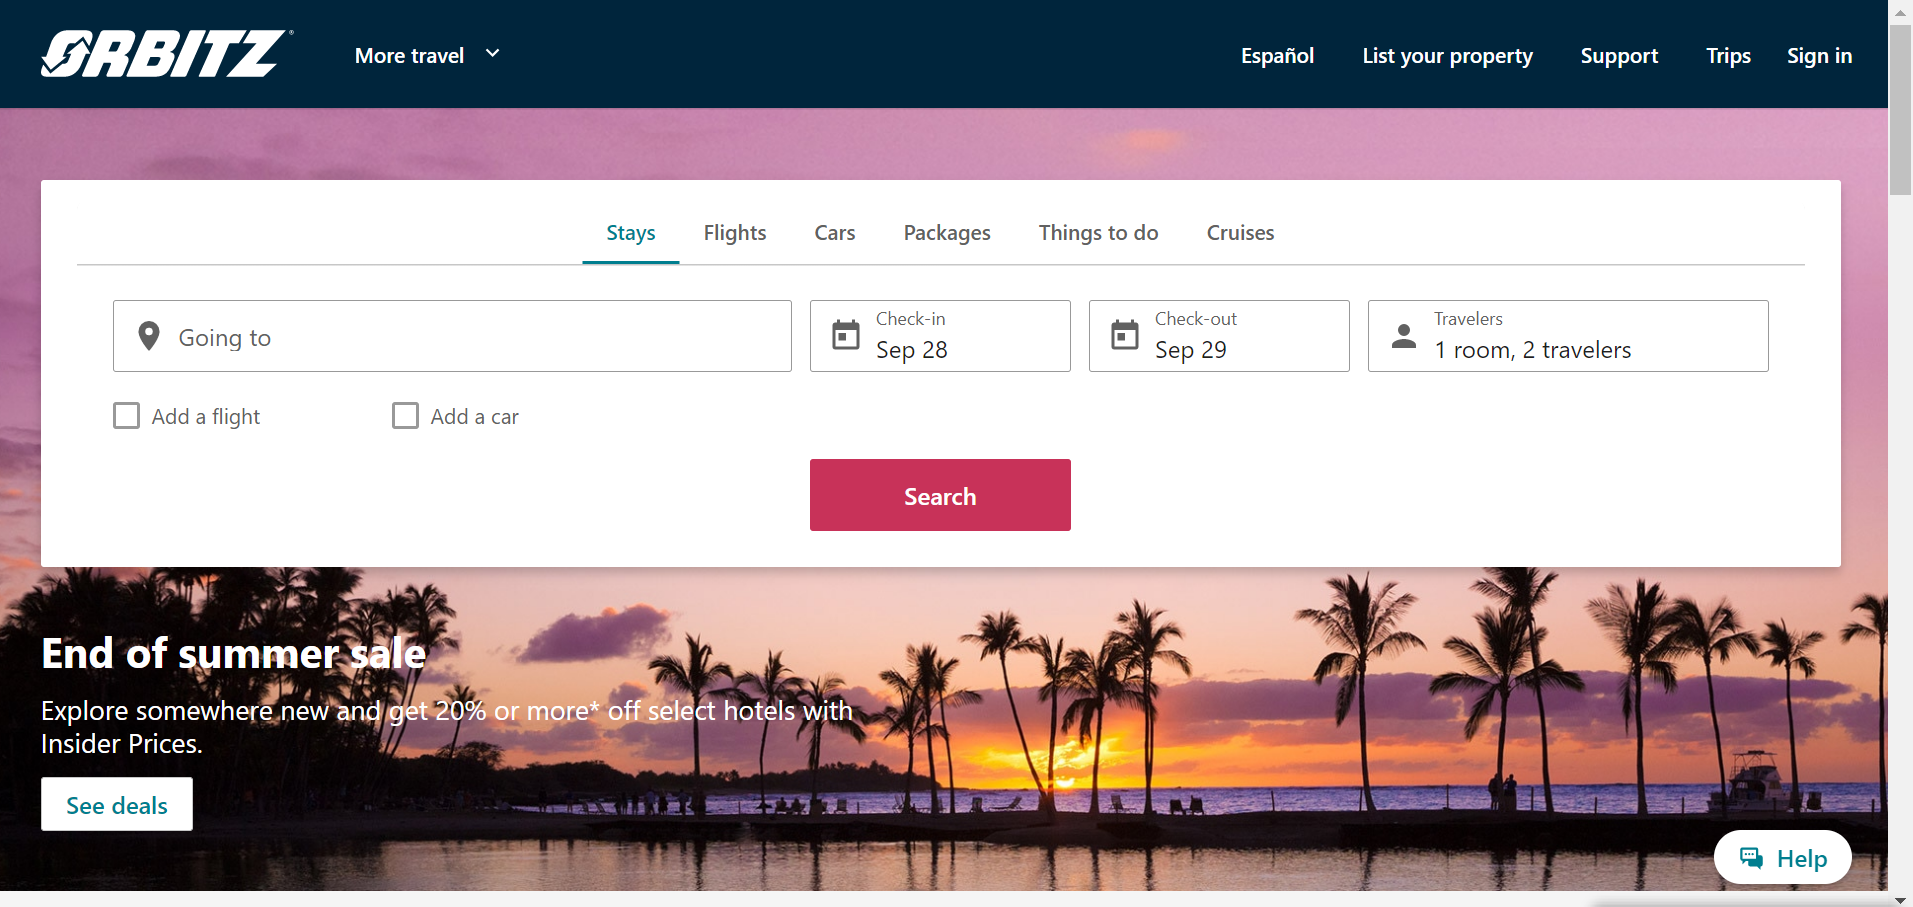 ORBITZ
More travel
Español
List your property
Support
Trips
Sign in
Stays
Flights
Cars
Packages
Things to do
Cruises
Going to
Check-in
Sep 28
Check-out
Sep 29
Travelers
1 room, 2 travelers
Add a flight
Add a car
Search
End of summer sale
Explore somewhere new and get 20% or more* off select hotels with
Insider Prices.
See deals
Help